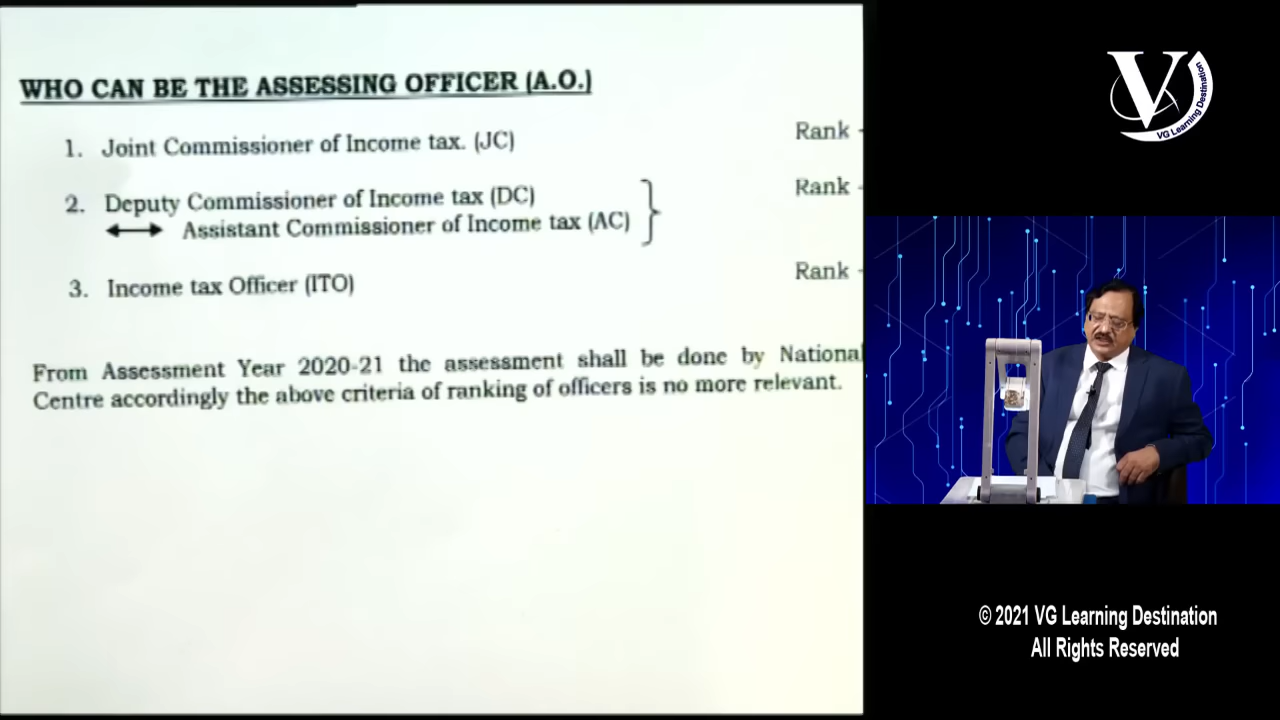 WHO CAN BE THE ASSESSING OFFICER (A.O.)
1. Joint Commissioner of Income tax. (JC) Rank -
2. Deputy Commissioner of Income tax (DC) Rank -
Assistant Commissioner of Income tax (AC)
3. Income tax Officer (ITO) Rank -
From Assessment Year 2020-21 the assessment shall be done by National
Centre accordingly the above criteria of ranking of officers is no more relevant.
V
VG Learning Destination
© 2021 VG Learning Destination
All Rights Reserved